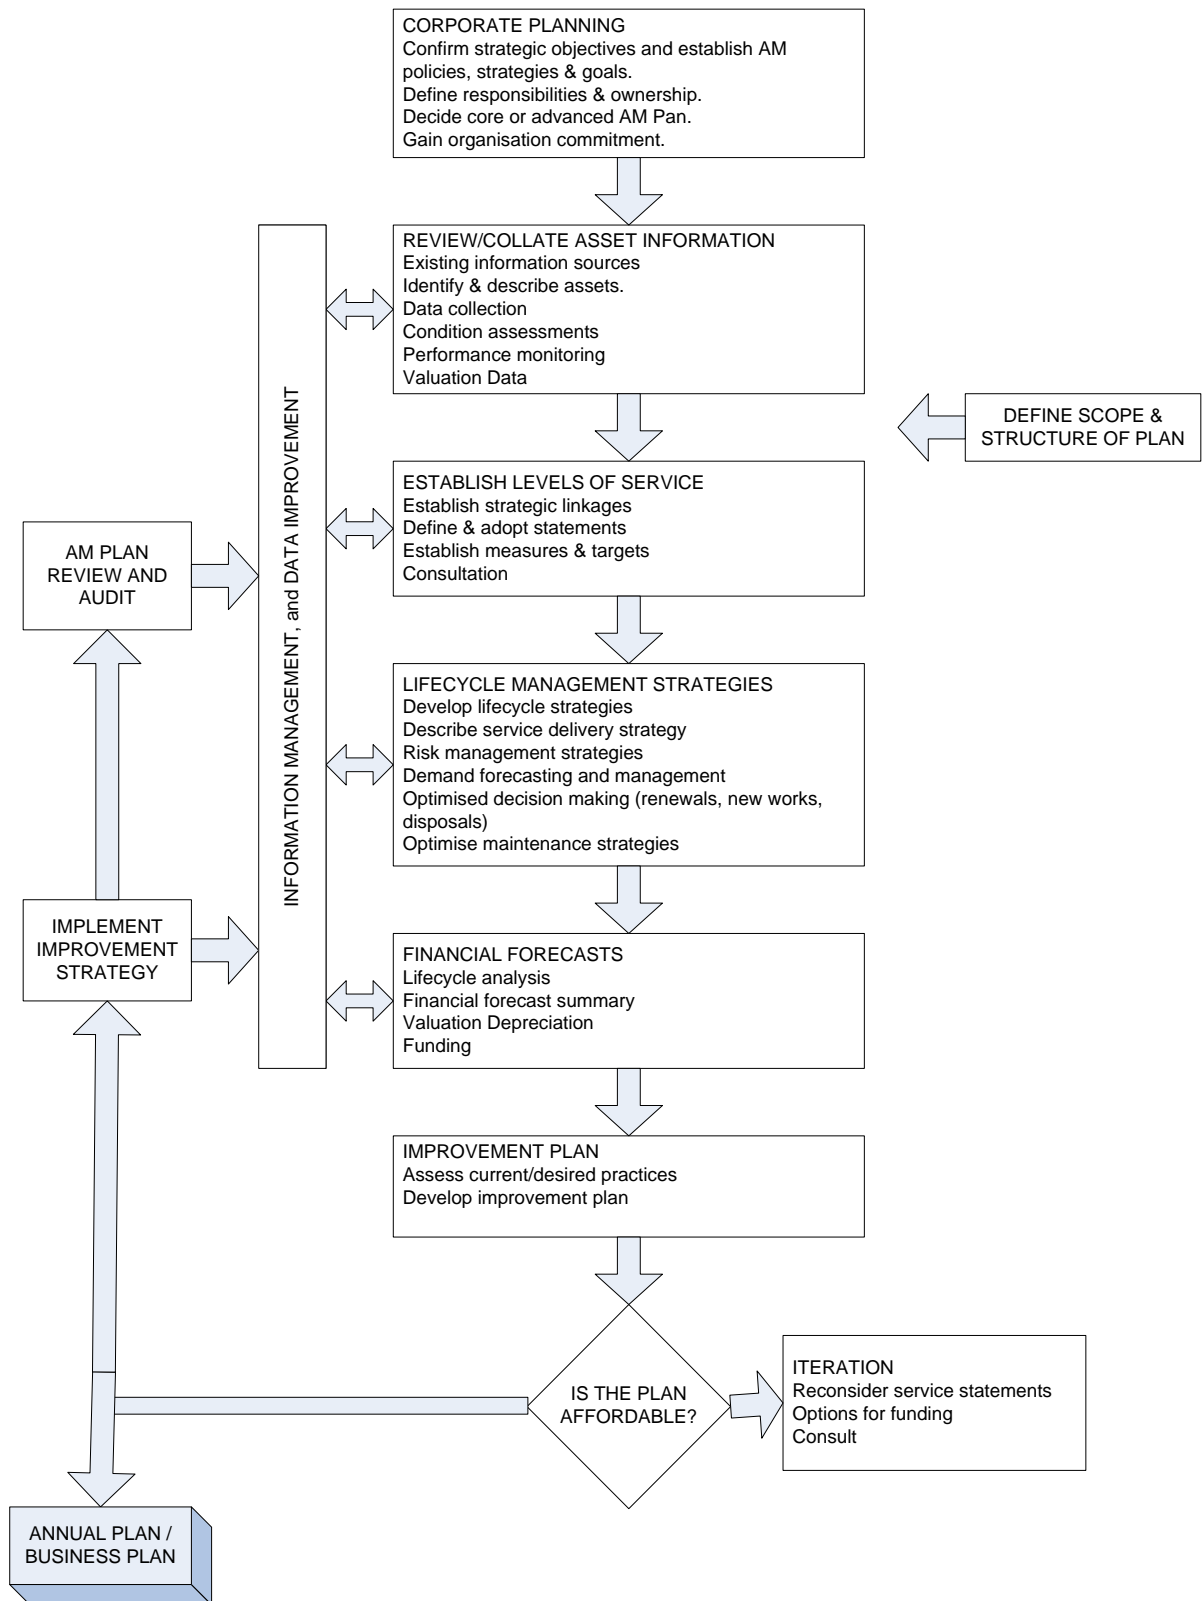 CORPORATE PLANNING
Confirm strategic objectives and establish AM
policies, strategies & goals.
Define responsibilities & ownership.
Decide core or advanced AM Pan.
Gain organisation commitment.
REVIEW/COLLATE ASSET INFORMATION
Existing information sources
Identify & describe assets.
Data collection
Condition assessments
Performance monitoring
Valuation Data
DEFINE SCOPE &
STRUCTURE OF PLAN
INFORMATION MANAGEMENT, and DATA IMPROVEMENT
ESTABLISH LEVELS OF SERVICE
Establish strategic linkages
Define & adopt statements
Establish measures & targets
Consultation
AM PLAN
REVIEW AND
AUDIT
LIFECYCLE MANAGEMENT STRATEGIES
Develop lifecycle strategies
Describe service delivery strategy
Risk management strategies
Demand forecasting and management
Optimised decision making (renewals, new works,
disposals)
Optimise maintenance strategies
IMPLEMENT
IMPROVEMENT
STRATEGY
FINANCIAL FORECASTS
Lifecycle analysis
Financial forecast summary
Valuation Depreciation
Funding
IMPROVEMENT PLAN
Assess current/desired practices
Develop improvement plan
IS THE PLAN
AFFORDABLE?
ITERATION
Reconsider service statements
Options for funding
Consult
ANNUAL PLAN /
BUSINESS PLAN